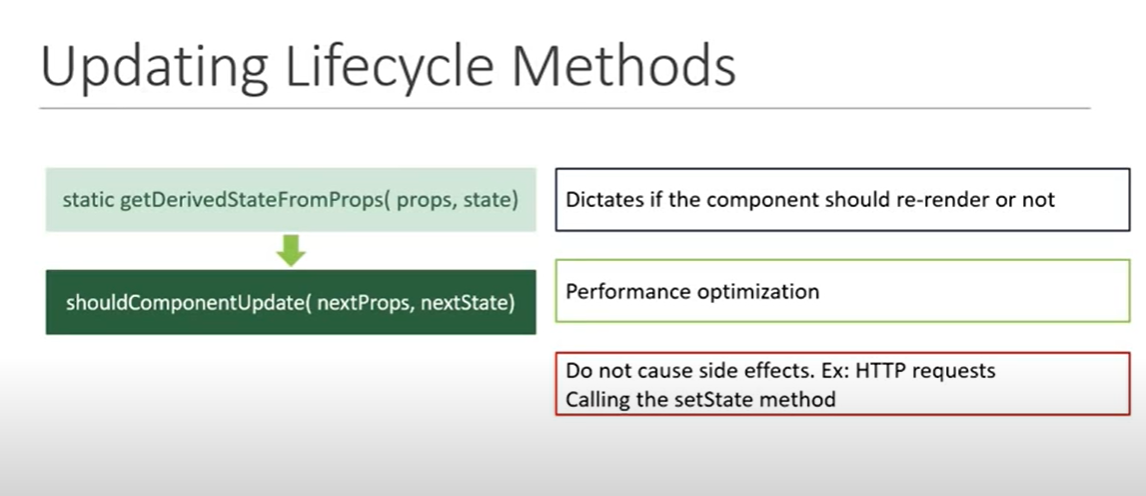 Updating Lifecycle Methods
static getDerivedStateFromProps( props, state)
Dictates if the component should re-render or not
shouldComponentUpdate( nextProps, nextState)
Performance optimization
Do not cause side effects. Ex: HTTP requests
Calling the setState method